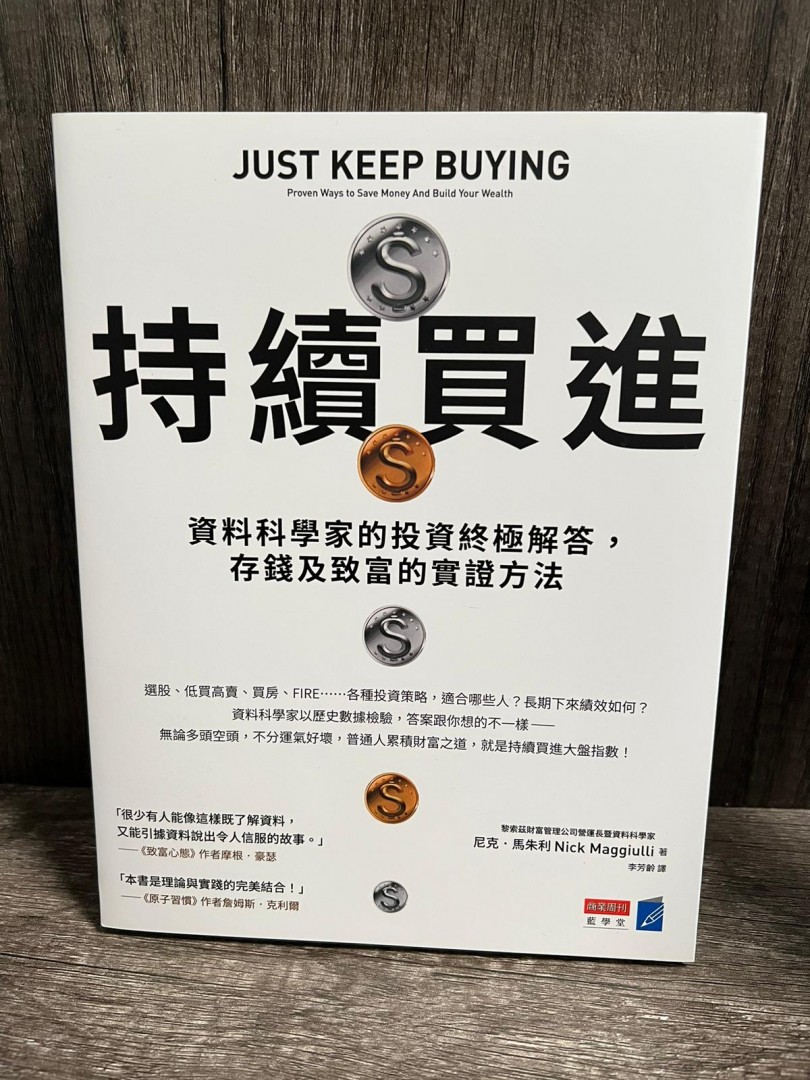 JUST KEEP BUYING
Proven Ways to Save Money And Build Your Wealth
持續買進
資料科學家的投資終極解答，
存錢及致富的實證方法
選股、低買高賣、買房、FIRE……各種投資策略，適合哪些人？長期下來績效如何？
資料科學家以歷史數據檢驗，答案跟你想的不一樣——
無論多頭空頭，不分運氣好壞，普通人累積財富之道，就是持續買進大盤指數！
「很少有人能像這樣既了解資料，
又能引據資料說出令人信服的故事。」
——《致富心態》作者摩根・豪瑟
「本書是理論與實踐的完美結合！」
——《原子習慣》作者詹姆斯・克利爾
黎索茲財富管理公司營運長暨資料科學家
尼克・馬朱利 Nick Maggiulli 著
李芳齡 譯
商業周刊
藍學堂